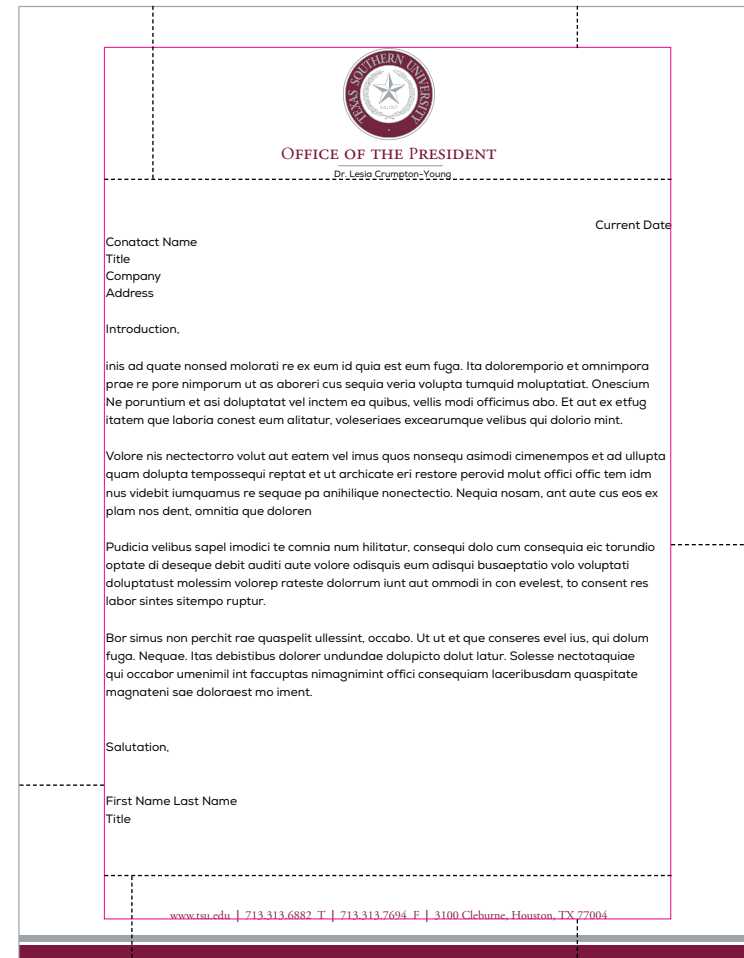 TEXAS SOUTHERN UNIVERSITY
OFFICE OF THE PRESIDENT
Dr. Lesia Crumpton-Young
Current Date
Conatact Name
Title
Company
Address
Introduction,
inis ad quate nonsed molorati re ex eum id quia est eum fuga. Ita doloremporio et omnimpora
prae re pore nimporum ut as aboreri cus sequia veria volupta tumquid moluptatiat. Onescium
Ne poruntium et asi doluptatat vel inctem ea quibus, vellis modi officimus abo. Et aut ex etfug
itatem que laboria conest eum alitatur, voleseriaes excearumque velibus qui dolorio mint.
Volore nis nectectorro volut aut eatem vel imus quos nonsequ asimodi cimenempos et ad ullupta
quam dolupta tempossequi reptat et ut archicate eri restore perovid molut offici offic tem idm
nus videbit iumquamus re sequae pa anihilique nonectectio. Nequia nosam, ant aute cus eos ex
plam nos dent, omnitia que doloren
Pudicia velibus sapel imodici te comnia num hilitatur, consequi dolo cum consequia eic torundio
optate di deseque debit auditi aute volore odisquis eum adisqui busaeptatio volo voluptati
doluptatust molessim volorep rateste dolorrum iunt aut ommodi in con evelest, to consent res
labor sintes sitempo ruptur.
Bor simus non perchit rae quaspelit ullessint, occabo. Ut ut et que conseres evel ius, qui dolum
fuga. Nequae. Itas debistibus dolorer undundae dolupicto dolut latur. Solesse nectotaquiae
qui occabor umenimil int faccuptas nimagnimint offici consequiam laceribusdam quaspitate
magnateni sae doloraest mo iment.
Salutation,
First Name Last Name
Title
www.tsu.edu | 713.313.6882 T | 713.313.7694 F | 3100 Cleburne, Houston, TX 77004